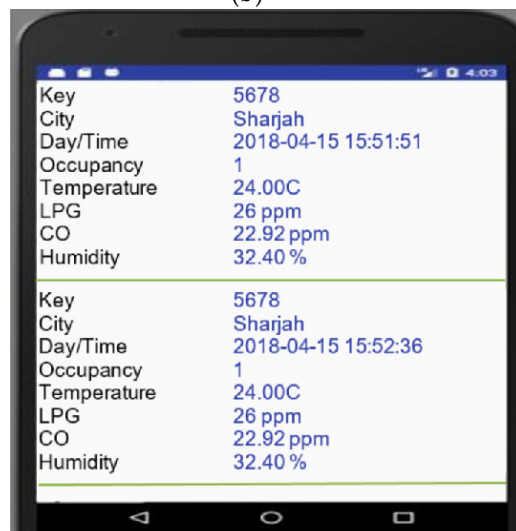 (b)
4:03
Key 5678
City Sharjah
Day/Time 2018-04-15 15:51:51
Occupancy 1
Temperature 24.00C
LPG 26 ppm
CO 22.92 ppm
Humidity 32.40 %
Key 5678
City Sharjah
Day/Time 2018-04-15 15:52:36
Occupancy 1
Temperature 24.00C
LPG 26 ppm
CO 22.92 ppm
Humidity 32.40 %